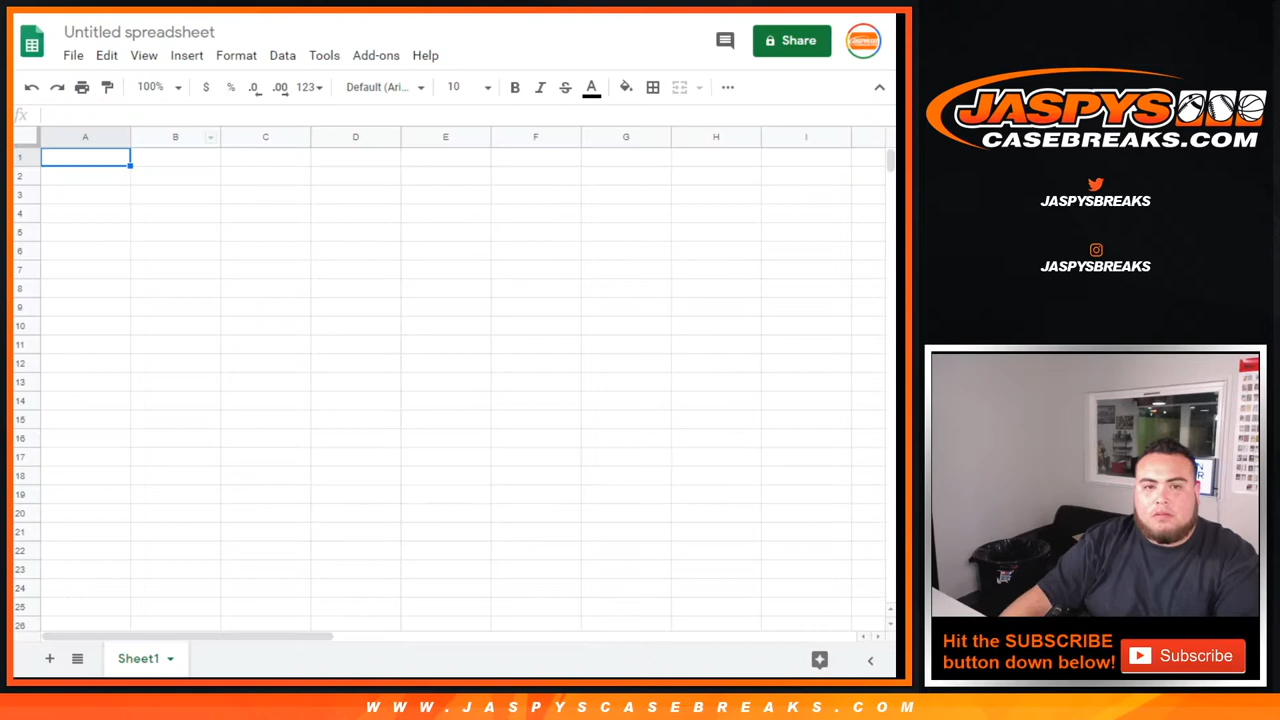 Untitled spreadsheet
File Edit View Insert Format Data Tools Add-ons Help
Share
100% $ % .0 .00 123 Default (Ari... 10 B I S A
fx
A B C D E F G H I
1
2
3
4
5
6
7
8
9
10
11
12
13
14
15
16
17
18
19
20
21
22
23
24
25
26
Sheet1
JASPYS
CASEBREAKS.COM
JASPYSBREAKS
JASPYSBREAKS
Hit the SUBSCRIBE
button down below!
Subscribe
WWW.JASPYSCASEBREAKS.COM